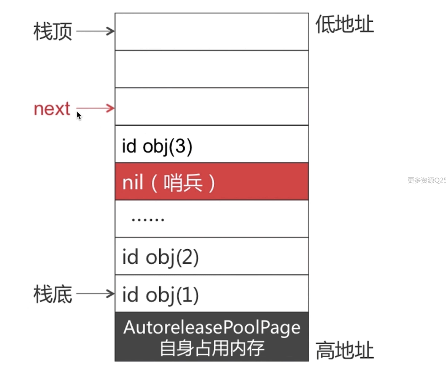 栈顶
低地址
next
id obj(3)
nil（哨兵）
......
id obj(2)
栈底
id obj(1)
AutoreleasePoolPage
自身占用内存
高地址